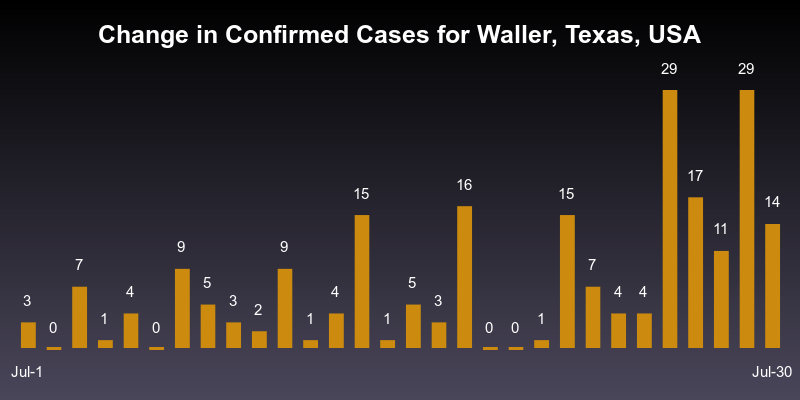 Change in Confirmed Cases for Waller, Texas, USA
3 0 7 1 4 0 9 5 3 2 9 1 4 15 1 5 3 16 0 0 1 15 7 4 4 29 17 11 29 14
Jul-1 Jul-30